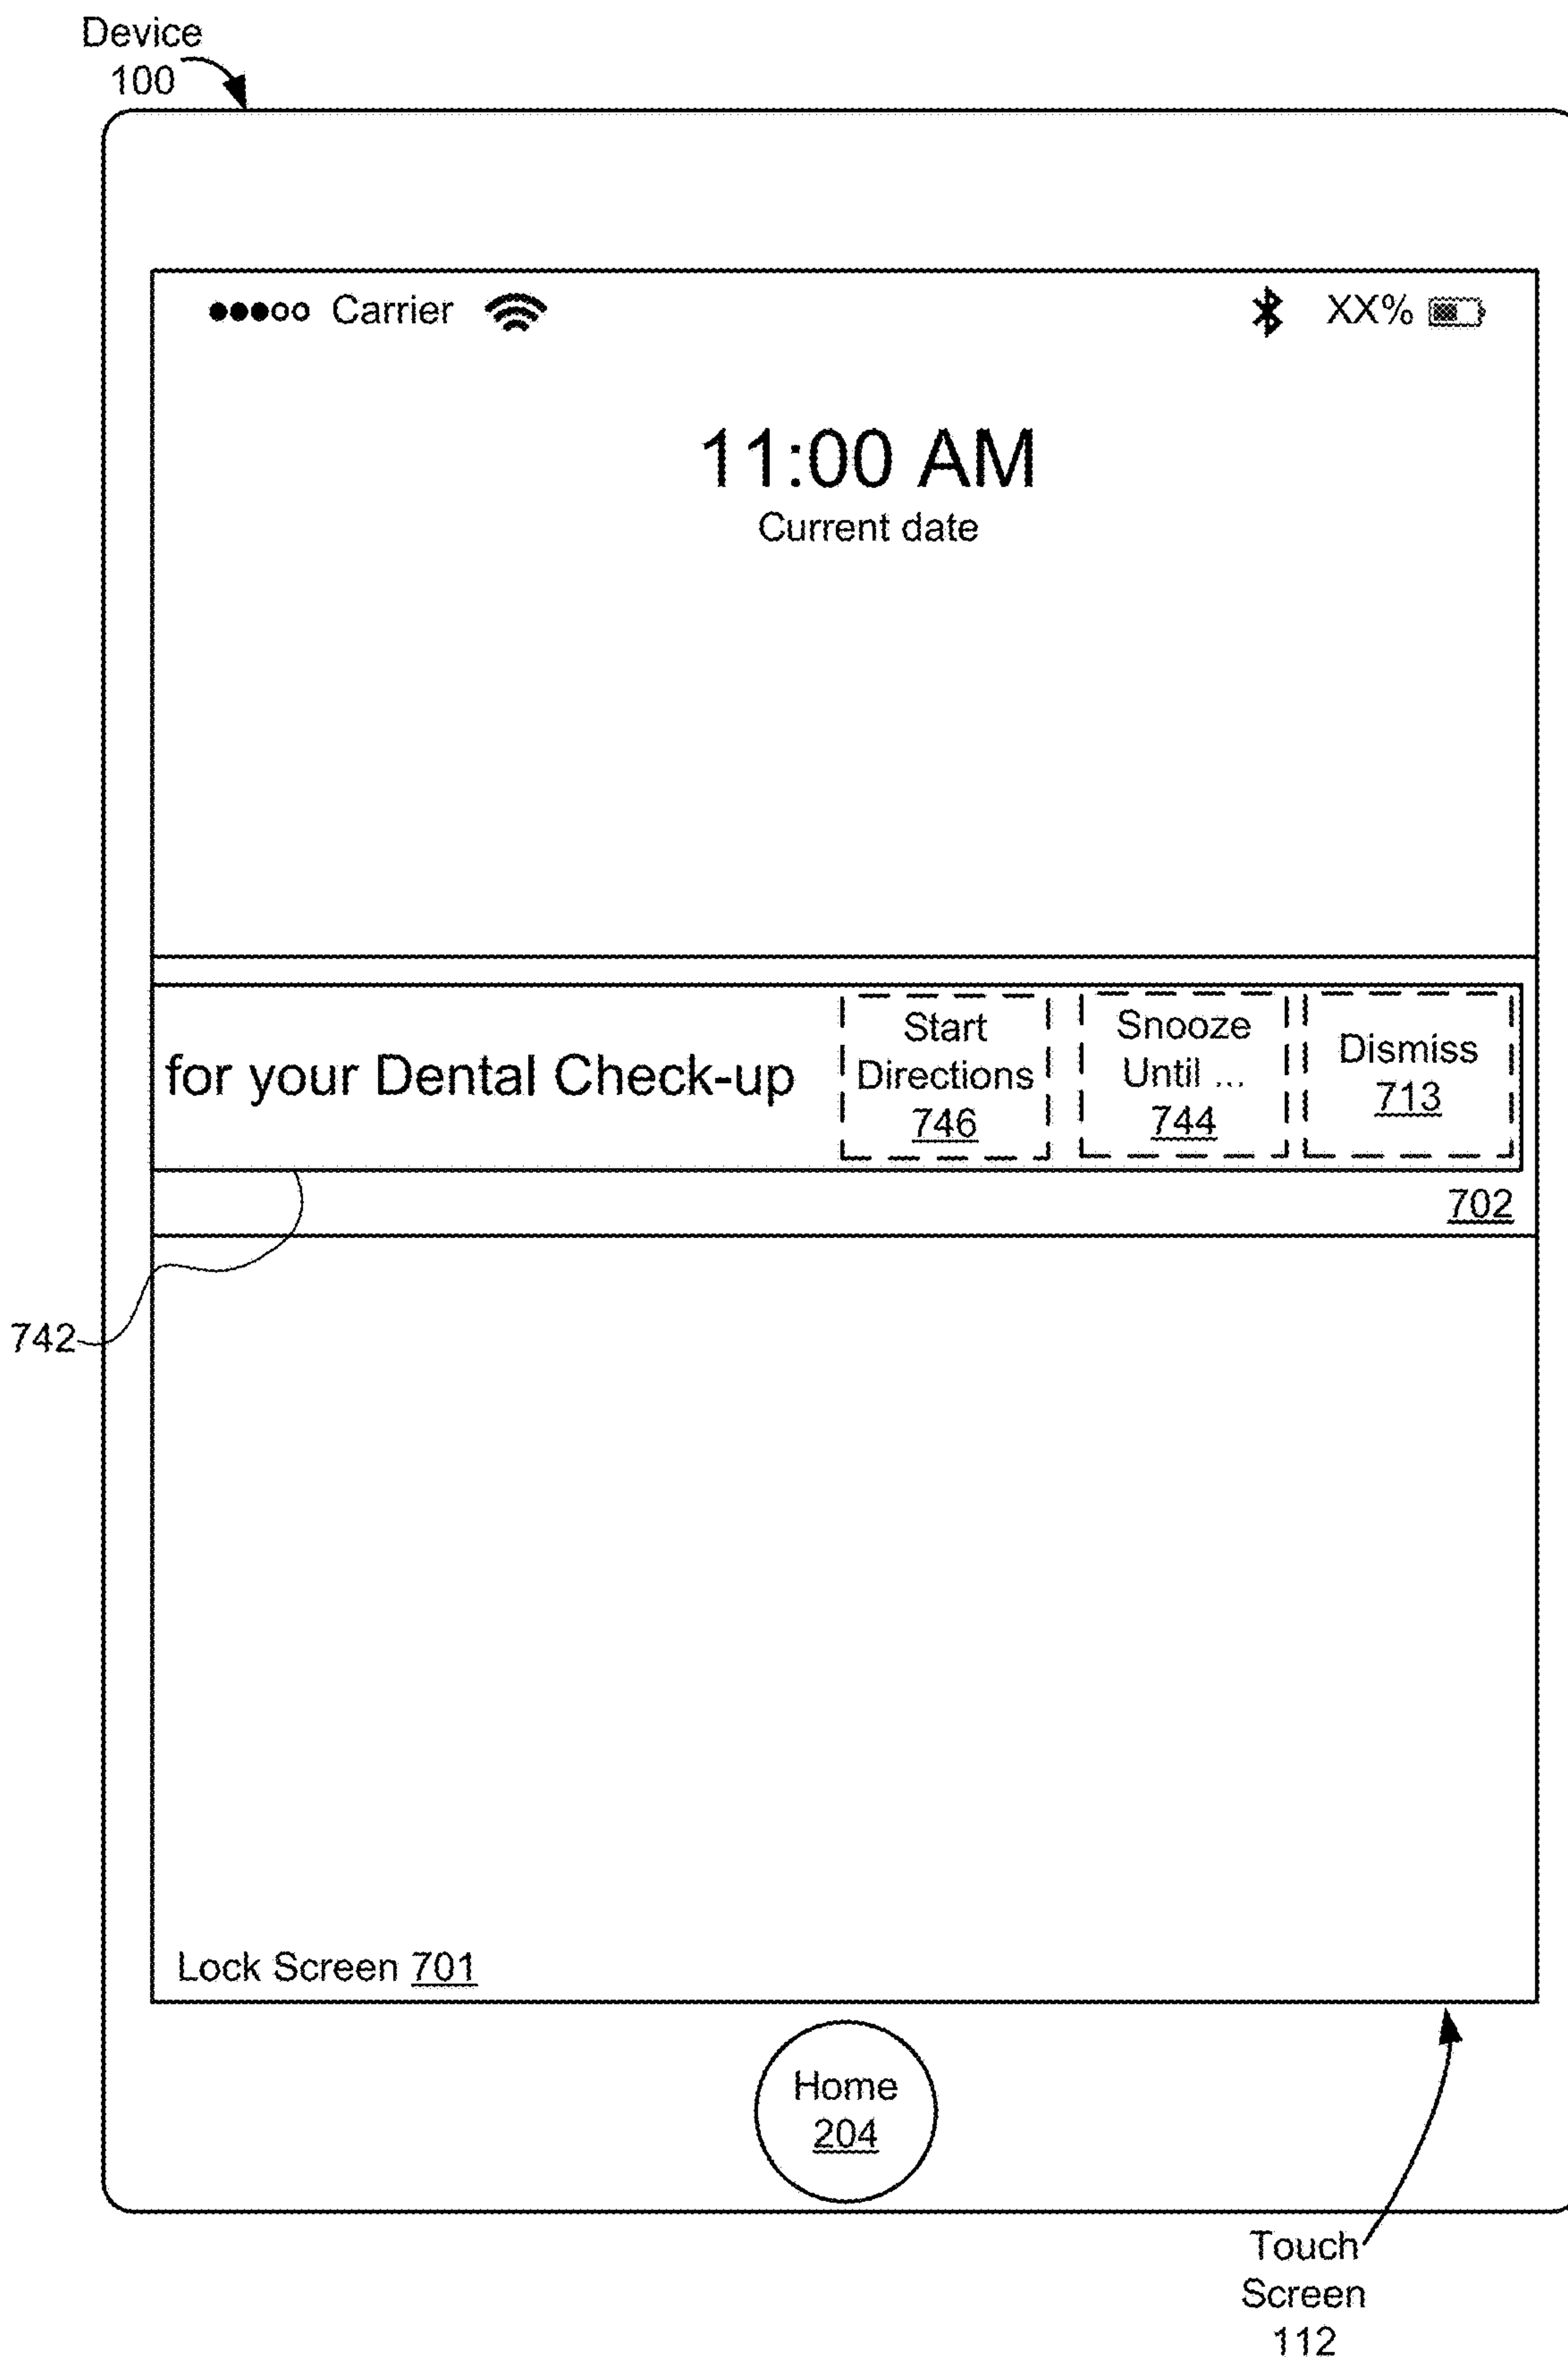 Device
100
Carrier
XX%
11:00 AM
Current date
for your Dental Check-up
Start
Directions
746
Snooze
Until ...
744
Dismiss
713
702
742
Lock Screen 701
Home
204
Touch
Screen
112